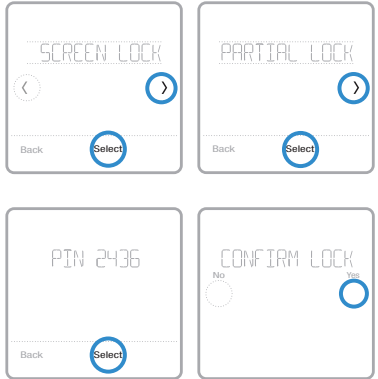 SCREEN LOCK
Back Select
PARTIAL LOCK
Back Select
PIN 2436
Back Select
CONFIRM LOCK
No Yes